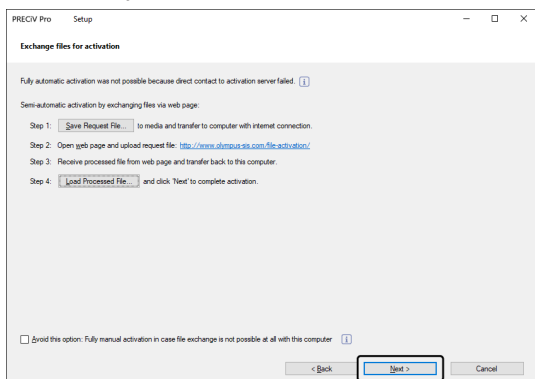 PRECiV Pro Setup
Exchange files for activation
Fully automatic activation was not possible because direct contact to activation server failed. i
Semi-automatic activation by exchanging files via web page:
Step 1: Save Request File... to media and transfer to computer with internet connection.
Step 2: Open web page and upload request file: http://www.olympus-sis.com/file-activation/
Step 3: Receive processed file from web page and transfer back to this computer.
Step 4: Load Processed File... and click 'Next' to complete activation.
Avoid this option: Fully manual activation in case file exchange is not possible at all with this computer i
< Back Next > Cancel